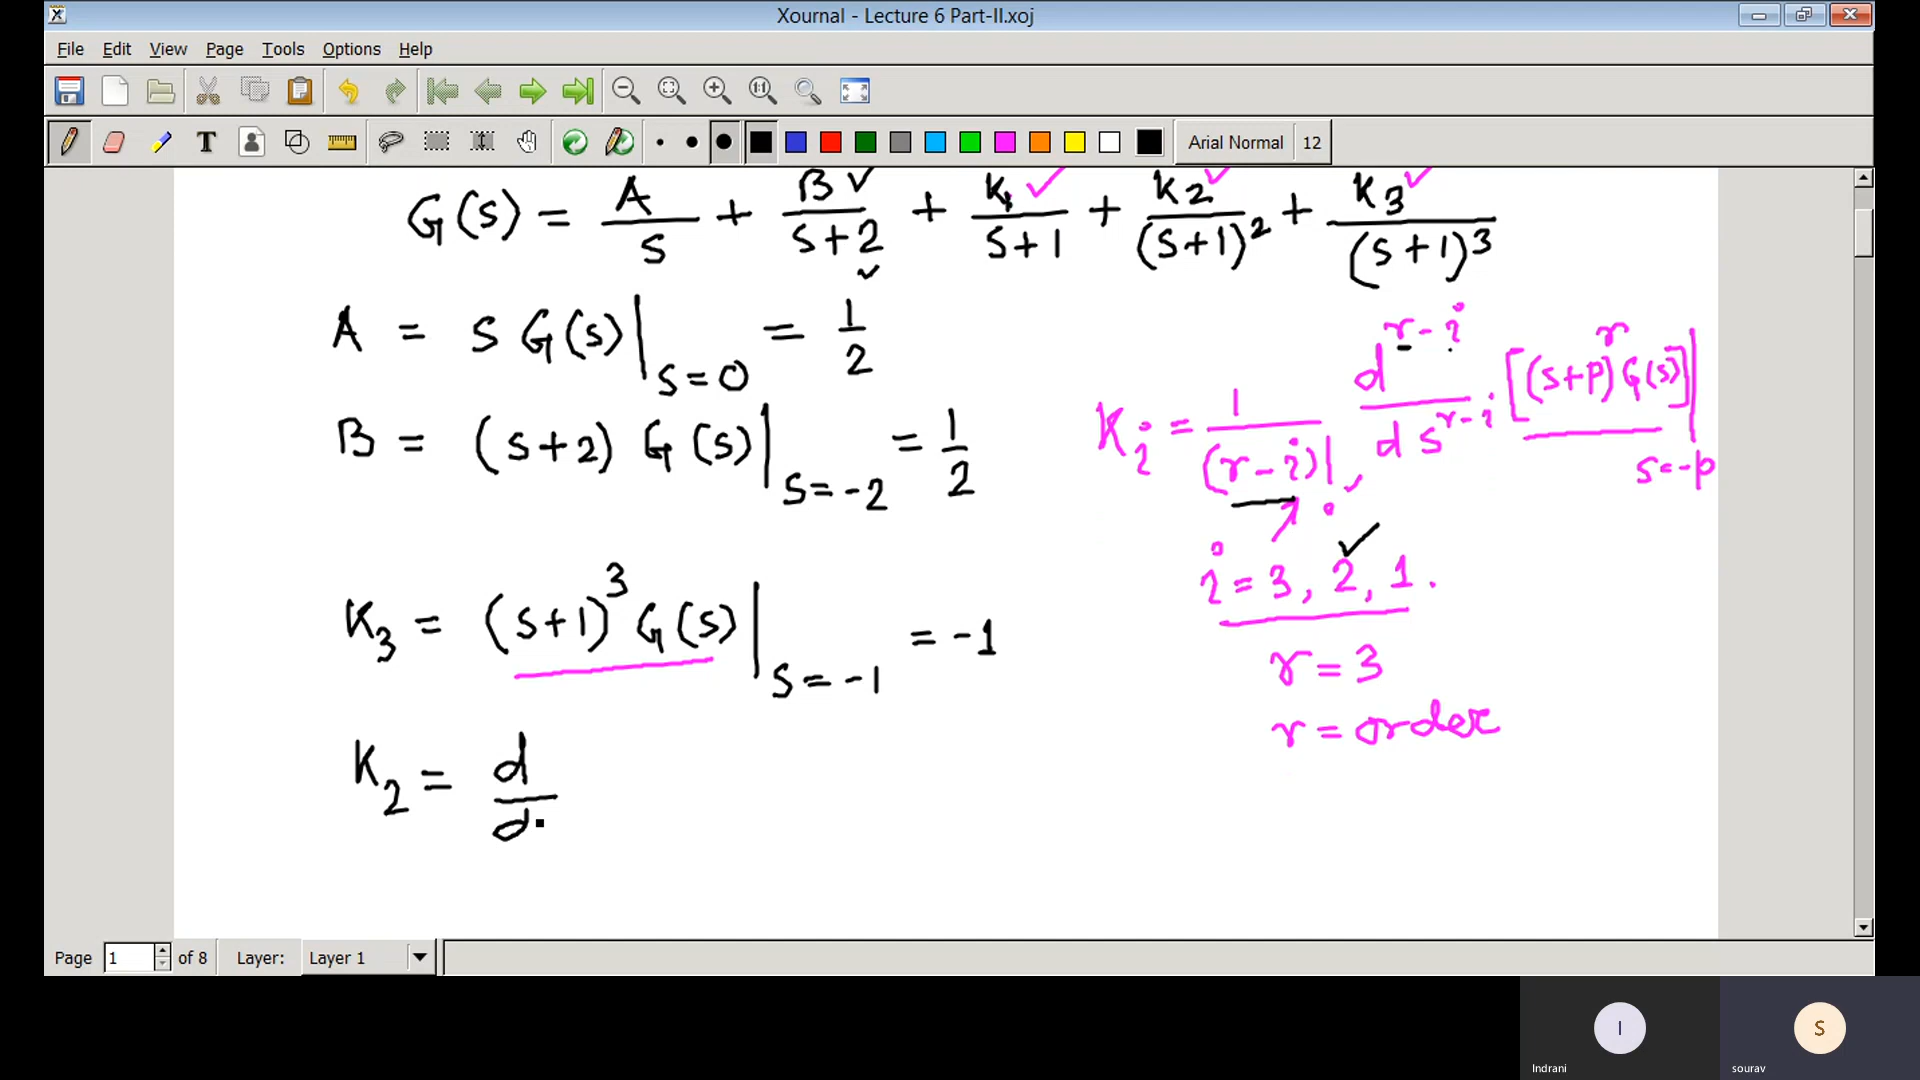 Xournal - Lecture 6 Part-II.xoj
File Edit View Page Tools Options Help
Arial Normal 12
G(s) = A/s + B/(s+2) + K1/(s+1) + K2/(s+1)^2 + K3/(s+1)^3
A = s G(s)|s=0 = 1/2
B = (s+2) G(s)|s=-2 = 1/2
Ki = 1/(r-i)! d^(r-i)/ds^(r-i) [(s+p)^r G(s)]|s=-p
i = 3, 2, 1.
K3 = (s+1)^3 G(s)|s=-1 = -1
r = 3
r = order
K2 = d/d
Page 1 of 8 Layer: Layer 1
I S
Indrani sourav